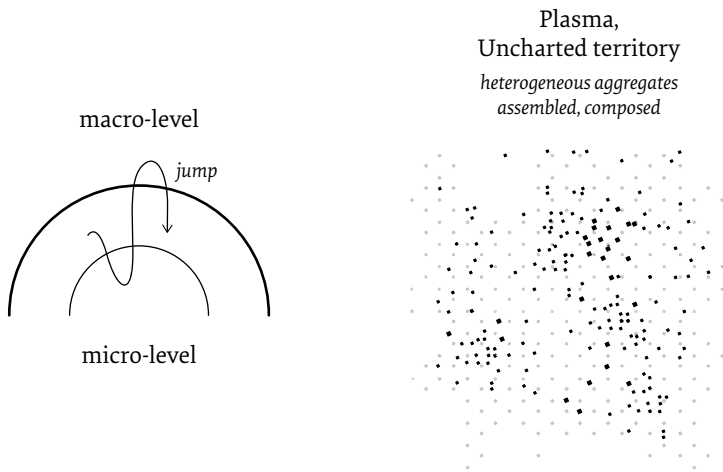 macro-level
jump
micro-level
Plasma,
Uncharted territory
heterogeneous aggregates
assembled, composed